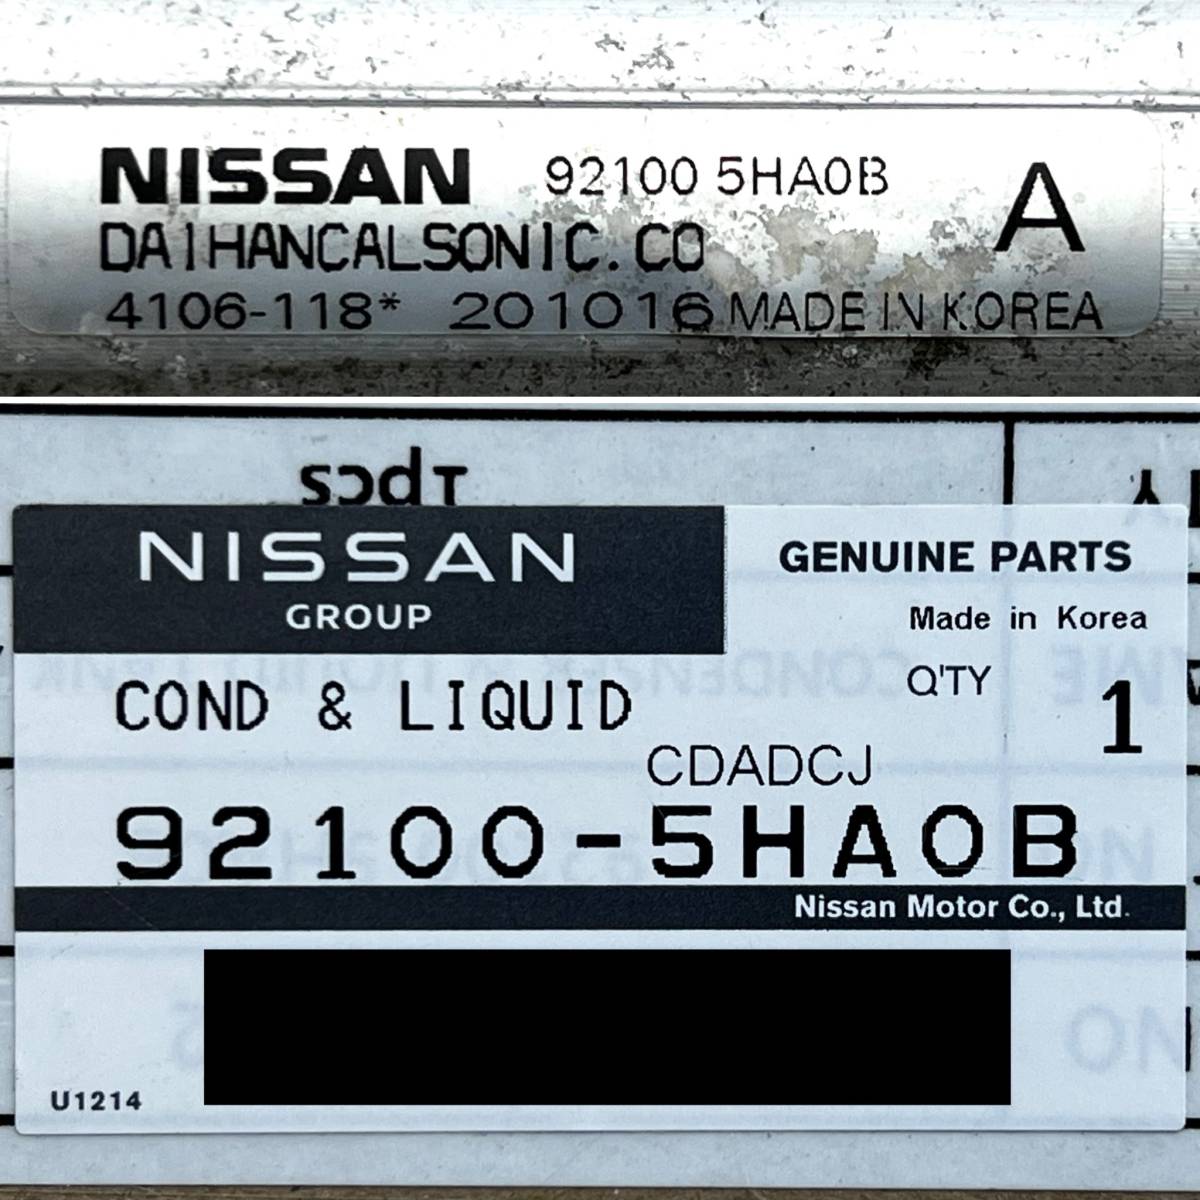 NISSAN 92100 5HA0B A
DAIHANCALSONIC.CO
4106-118* 201016 MADE IN KOREA
1pcs
NISSAN
GROUP
GENUINE PARTS
Made in Korea
Q'TY
1
COND & LIQUID
CDADCJ
92100-5HA0B
Nissan Motor Co., Ltd.
U1214